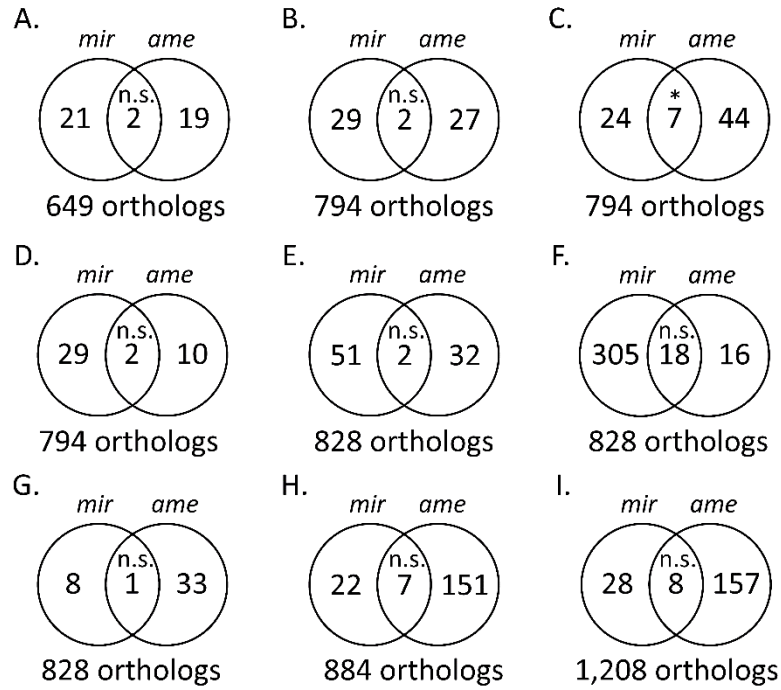 A. B. C.
mir ame mir ame mir ame
n.s. n.s. *
21 2 19 29 2 27 24 7 44
649 orthologs 794 orthologs 794 orthologs
D. E. F.
mir ame mir ame mir ame
n.s. n.s. n.s.
29 2 10 51 2 32 305 18 16
794 orthologs 828 orthologs 828 orthologs
G. H. I.
mir ame mir ame mir ame
n.s. n.s. n.s.
8 1 33 22 7 151 28 8 157
828 orthologs 884 orthologs 1,208 orthologs